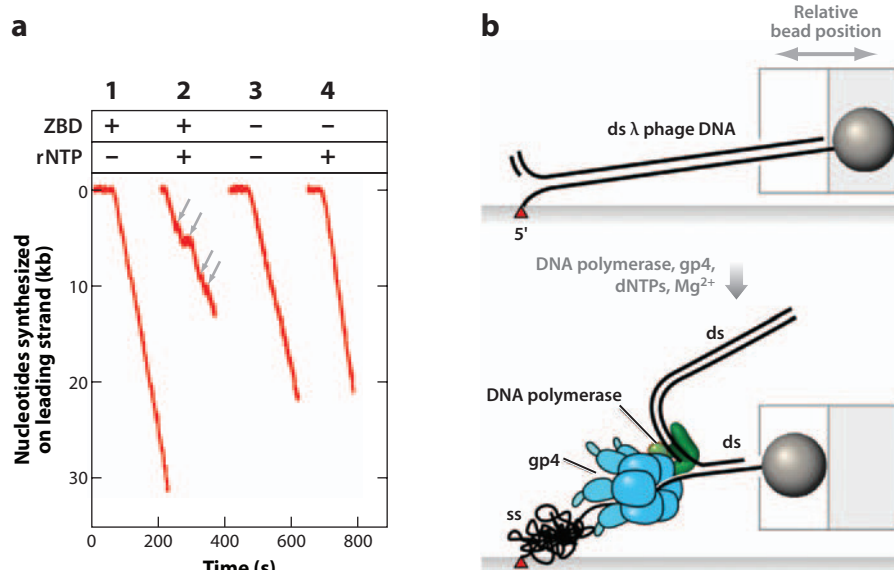 a
1 2 3 4
ZBD + + – –
rNTP – + – +
Nucleotides synthesized
on leading strand (kb)
0
10
20
30
0 200 400 600 800
Time (s)
b
Relative
bead position
ds λ phage DNA
5'
DNA polymerase, gp4,
dNTPs, Mg²⁺
ds
DNA polymerase
ds
gp4
ss